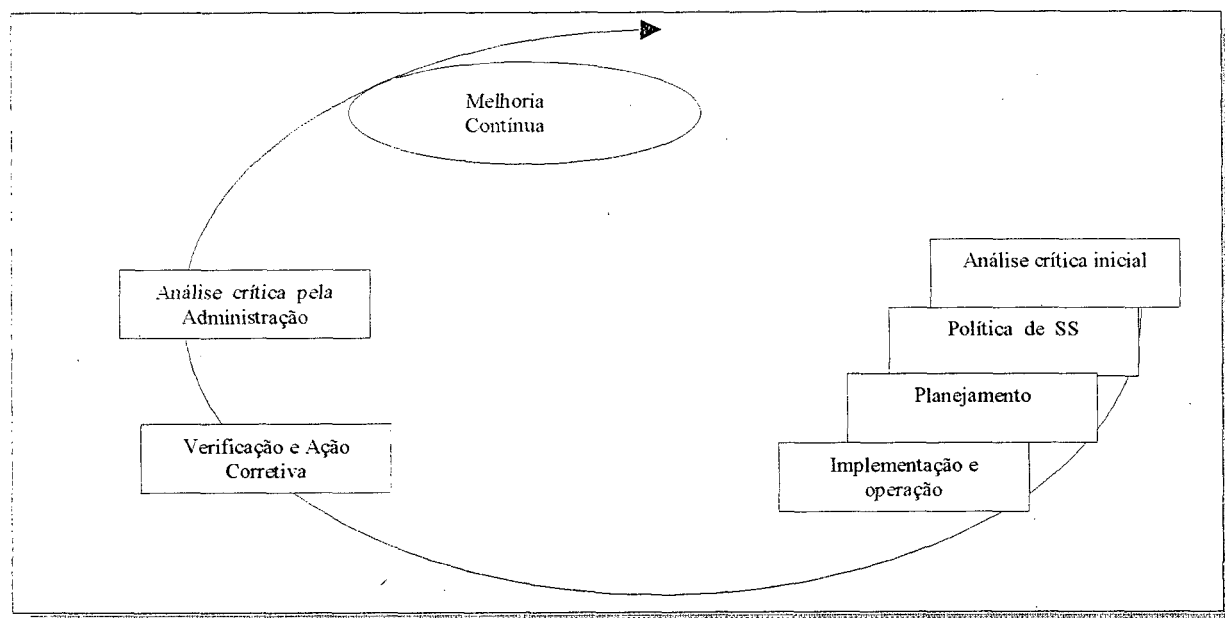 Melhoria
Contínua
Análise crítica inicial
Análise crítica pela
Administração
Política de SS
Planejamento
Verificação e Ação
Corretiva
Implementação e
operação